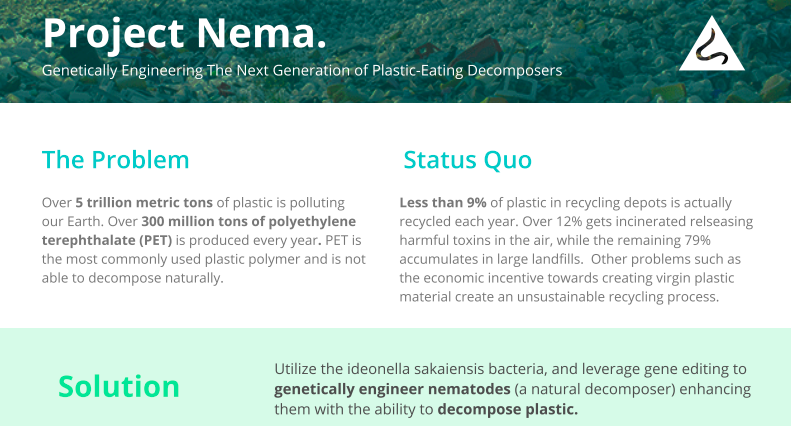 Project Nema.
Genetically Engineering The Next Generation of Plastic-Eating Decomposers
The Problem
Over 5 trillion metric tons of plastic is polluting
our Earth. Over 300 million tons of polyethylene
terephthalate (PET) is produced every year. PET is
the most commonly used plastic polymer and is not
able to decompose naturally.
Status Quo
Less than 9% of plastic in recycling depots is actually
recycled each year. Over 12% gets incinerated relseasing
harmful toxins in the air, while the remaining 79%
accumulates in large landfills.  Other problems such as
the economic incentive towards creating virgin plastic
material create an unsustainable recycling process.
Solution
Utilize the ideonella sakaiensis bacteria, and leverage gene editing to
genetically engineer nematodes (a natural decomposer) enhancing
them with the ability to decompose plastic.